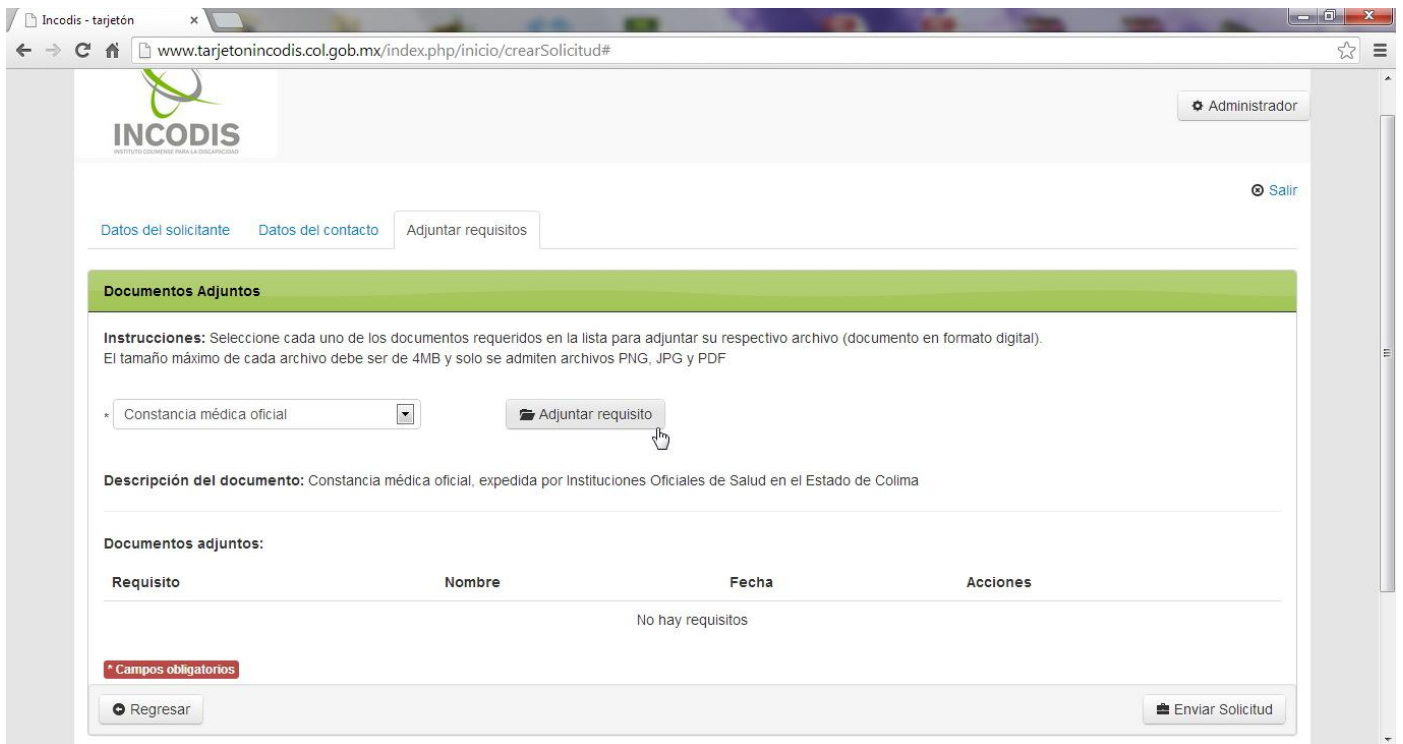 Incodis - tarjetón
www.tarjetonincodis.col.gob.mx/index.php/inicio/crearSolicitud#
INCODIS
INSTITUTO COLIMENSE PARA LA DISCAPACIDAD
Administrador
Salir
Datos del solicitante Datos del contacto Adjuntar requisitos
Documentos Adjuntos
Instrucciones: Seleccione cada uno de los documentos requeridos en la lista para adjuntar su respectivo archivo (documento en formato digital).
El tamaño máximo de cada archivo debe ser de 4MB y solo se admiten archivos PNG, JPG y PDF
* Constancia médica oficial Adjuntar requisito
Descripción del documento: Constancia médica oficial, expedida por Instituciones Oficiales de Salud en el Estado de Colima
Documentos adjuntos:
Requisito Nombre Fecha Acciones
No hay requisitos
* Campos obligatorios
Regresar Enviar Solicitud